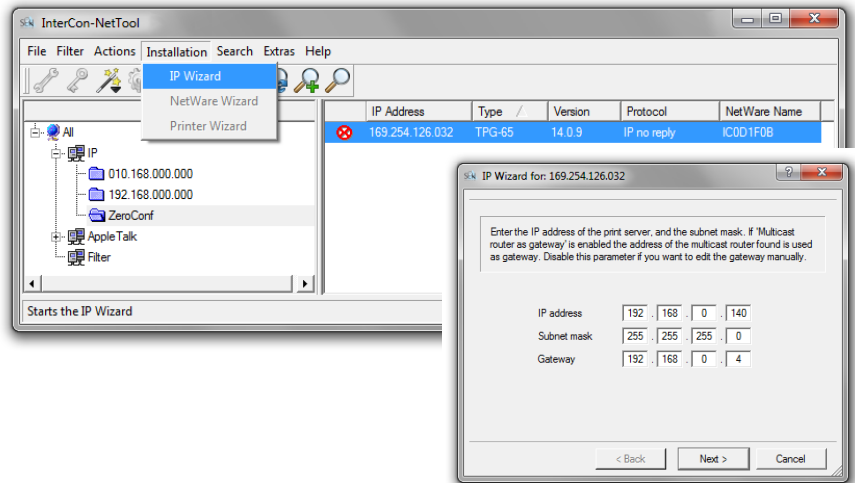 SEH InterCon-NetTool
File Filter Actions Installation Search Extras Help
IP Wizard
NetWare Wizard
Printer Wizard
IP Address Type Version Protocol NetWare Name
169.254.126.032 TPG-65 14.0.9 IP no reply IC0D1F0B
All
IP
010.168.000.000
192.168.000.000
ZeroConf
AppleTalk
Filter
Starts the IP Wizard
SEH IP Wizard for: 169.254.126.032
Enter the IP address of the print server, and the subnet mask. If 'Multicast
router as gateway' is enabled the address of the multicast router found is used
as gateway. Disable this parameter if you want to edit the gateway manually.
IP address 192 . 168 . 0 . 140
Subnet mask 255 . 255 . 255 . 0
Gateway 192 . 168 . 0 . 4
< Back Next > Cancel